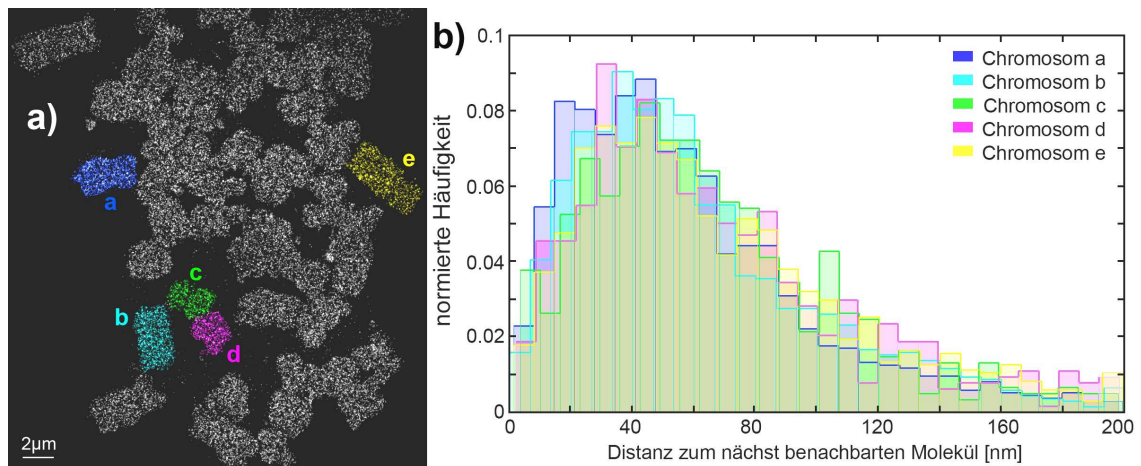 a)
a
b
c
d
e
2μm
b)
normierte Häufigkeit
0.1
0.08
0.06
0.04
0.02
0
Chromosom a
Chromosom b
Chromosom c
Chromosom d
Chromosom e
0 40 80 120 160 200
Distanz zum nächst benachbarten Molekül [nm]